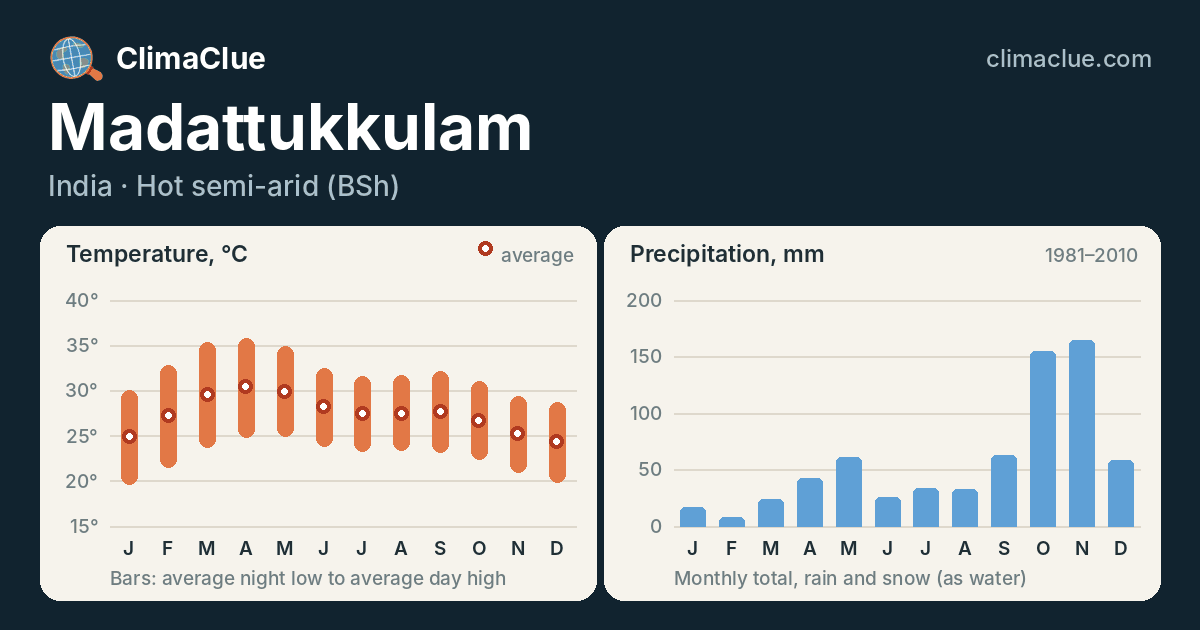 ClimaClue
climaclue.com
Madattukkulam
India · Hot semi-arid (BSh)
Temperature, °C
average
40°
35°
30°
25°
20°
15°
J F M A M J J A S O N D
Bars: average night low to average day high
Precipitation, mm
1981–2010
200
150
100
50
0
J F M A M J J A S O N D
Monthly total, rain and snow (as water)